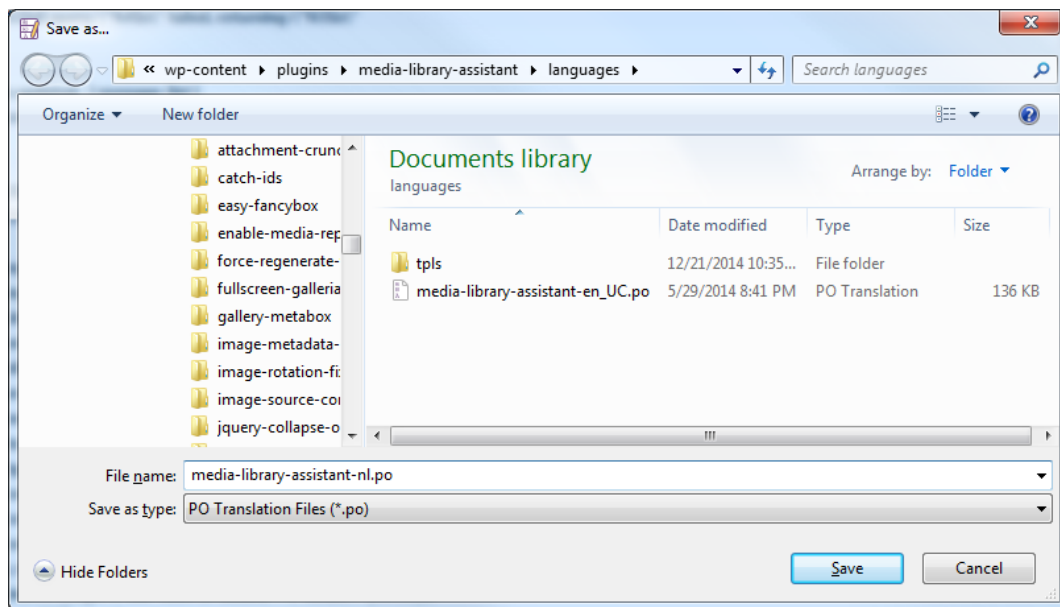 Save as...
« wp-content ▸ plugins ▸ media-library-assistant ▸ languages ▸
Search languages
Organize
New folder
attachment-crunc
catch-ids
easy-fancybox
enable-media-rep
force-regenerate-
fullscreen-galleria
gallery-metabox
image-metadata-
image-rotation-fi
image-source-cor
jquery-collapse-o
Documents library
languages
Arrange by: Folder
Name Date modified Type Size
tpls 12/21/2014 10:35... File folder
media-library-assistant-en_UC.po 5/29/2014 8:41 PM PO Translation 136 KB
File name: media-library-assistant-nl.po
Save as type: PO Translation Files (*.po)
Hide Folders
Save
Cancel